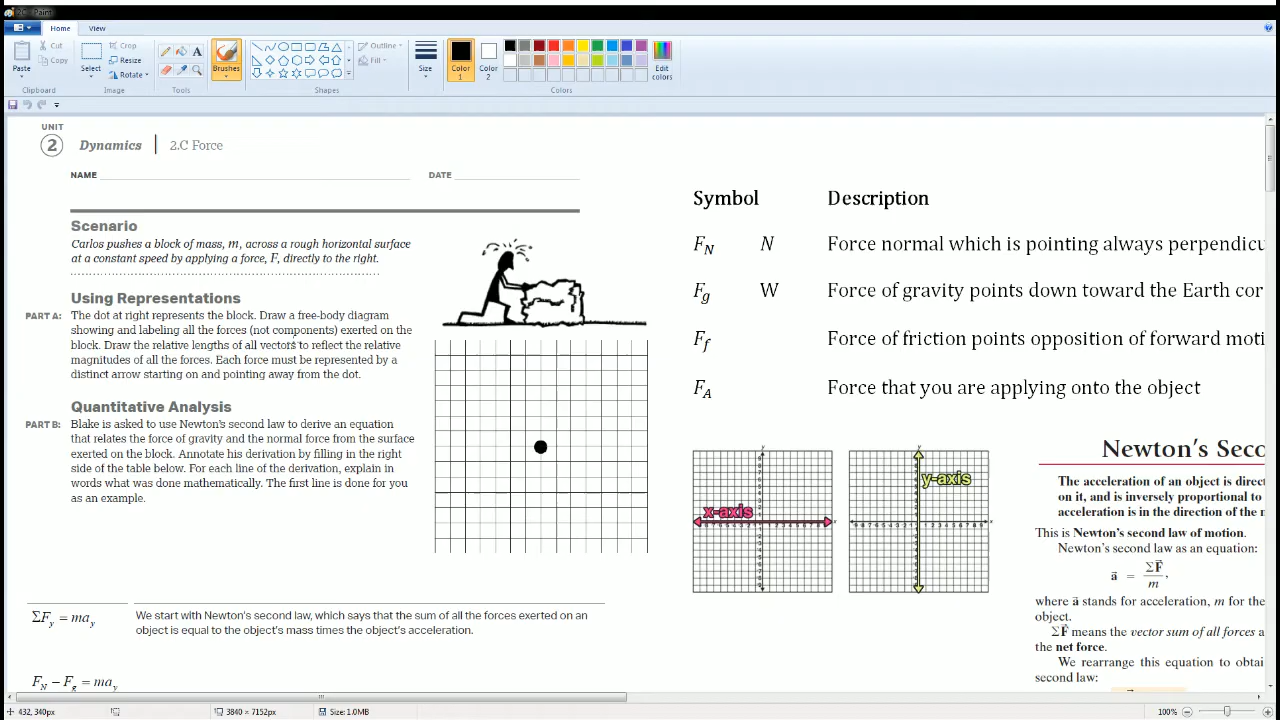 2C - Paint
Home
View
Paste
Cut
Copy
Clipboard
Select
Crop
Resize
Rotate
Image
A
Tools
Brushes
Outline
Fill
Shapes
Size
Color
1
Color
2
Edit
colors
Colors
UNIT
2
Dynamics | 2.C Force
NAME
DATE
Scenario
Carlos pushes a block of mass, m, across a rough horizontal surface
at a constant speed by applying a force, F, directly to the right.
Using Representations
PART A: The dot at right represents the block. Draw a free-body diagram
showing and labeling all the forces (not components) exerted on the
block. Draw the relative lengths of all vectors to reflect the relative
magnitudes of all the forces. Each force must be represented by a
distinct arrow starting on and pointing away from the dot.
Quantitative Analysis
PART B: Blake is asked to use Newton's second law to derive an equation
that relates the force of gravity and the normal force from the surface
exerted on the block. Annotate his derivation by filling in the right
side of the table below. For each line of the derivation, explain in
words what was done mathematically. The first line is done for you
as an example.
ΣF_y = ma_y
We start with Newton's second law, which says that the sum of all the forces exerted on an
object is equal to the object's mass times the object's acceleration.
F_N − F_g = ma_y
Symbol Description
F_N N Force normal which is pointing always perpendicu
F_g W Force of gravity points down toward the Earth cor
F_f Force of friction points opposition of forward moti
F_A Force that you are applying onto the object
x-axis
y-axis
Newton's Seco
The acceleration of an object is direct
on it, and is inversely proportional to
acceleration is in the direction of the n
This is Newton's second law of motion.
Newton's second law as an equation:
a⃗ = ΣF⃗/m,
where a⃗ stands for acceleration, m for the
object.
ΣF⃗ means the vector sum of all forces a
the net force.
We rearrange this equation to obtai
second law:
432, 340px
3840 × 7152px
Size: 1.0MB
100%